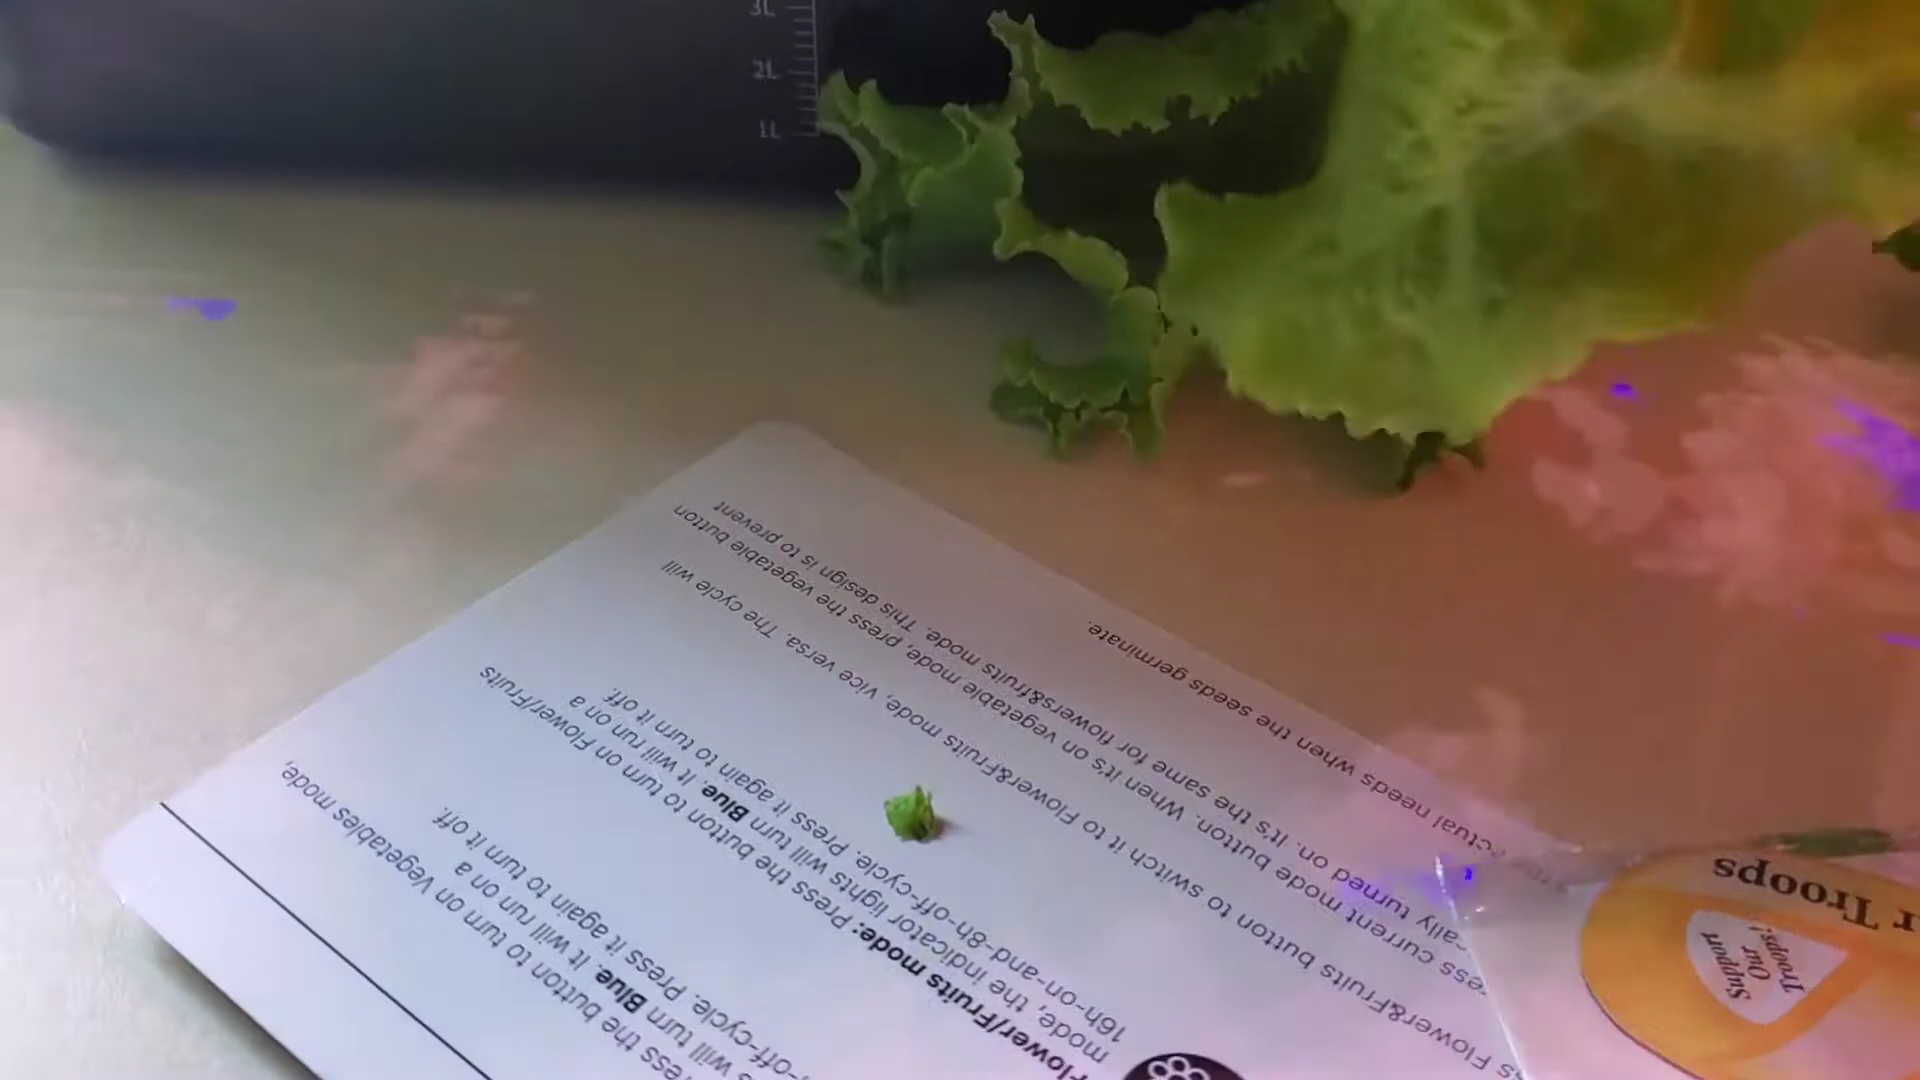 3L
2L
1L
ress the button to turn on Vegetables mode,
will turn Blue. It will run on a
-off-cycle. Press it again to turn it off.
Flower/Fruits mode: Press the button to turn on Flower/Fruits
mode, the indicator lights will turn Blue. It will run on a
16h-on-and-8h-off-cycle. Press it again to turn it off.
Flower&Fruits button to switch it to Flower&Fruits mode, vice versa. The cycle will
ess current mode button. When it's on vegetable mode, press the vegetable button
cally turned on. It's the same for flowers&fruits mode. This design is to prevent
ctual needs when the seeds germinate.
r Troops
Support
Our
Troops!